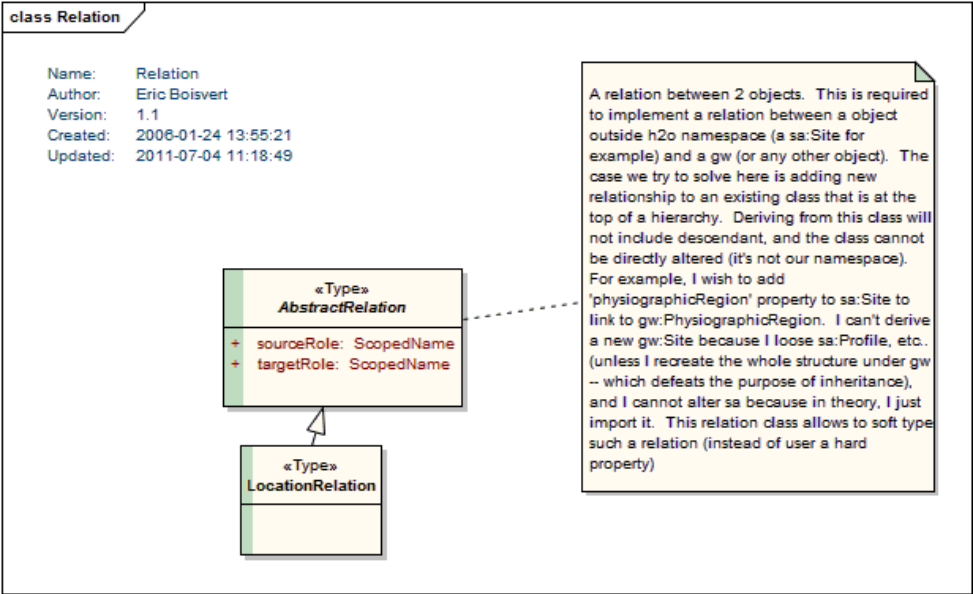 class Relation
Name: Relation
Author: Eric Boisvert
Version: 1.1
Created: 2006-01-24 13:55:21
Updated: 2011-07-04 11:18:49
A relation between 2 objects. This is required
to implement a relation between a object
outside h2o namespace (a sa:Site for
example) and a gw (or any other object). The
case we try to solve here is adding new
relationship to an existing class that is at the
top of a hierarchy. Deriving from this class will
not include descendant, and the class cannot
be directly altered (it's not our namespace).
For example, I wish to add
'physiographicRegion' property to sa:Site to
link to gw:PhysiographicRegion. I can't derive
a new gw:Site because I loose sa:Profile, etc..
(unless I recreate the whole structure under gw
-- which defeats the purpose of inheritance),
and I cannot alter sa because in theory, I just
import it. This relation class allows to soft type
such a relation (instead of user a hard
property)
«Type»
AbstractRelation
+ sourceRole: ScopedName
+ targetRole: ScopedName
«Type»
LocationRelation